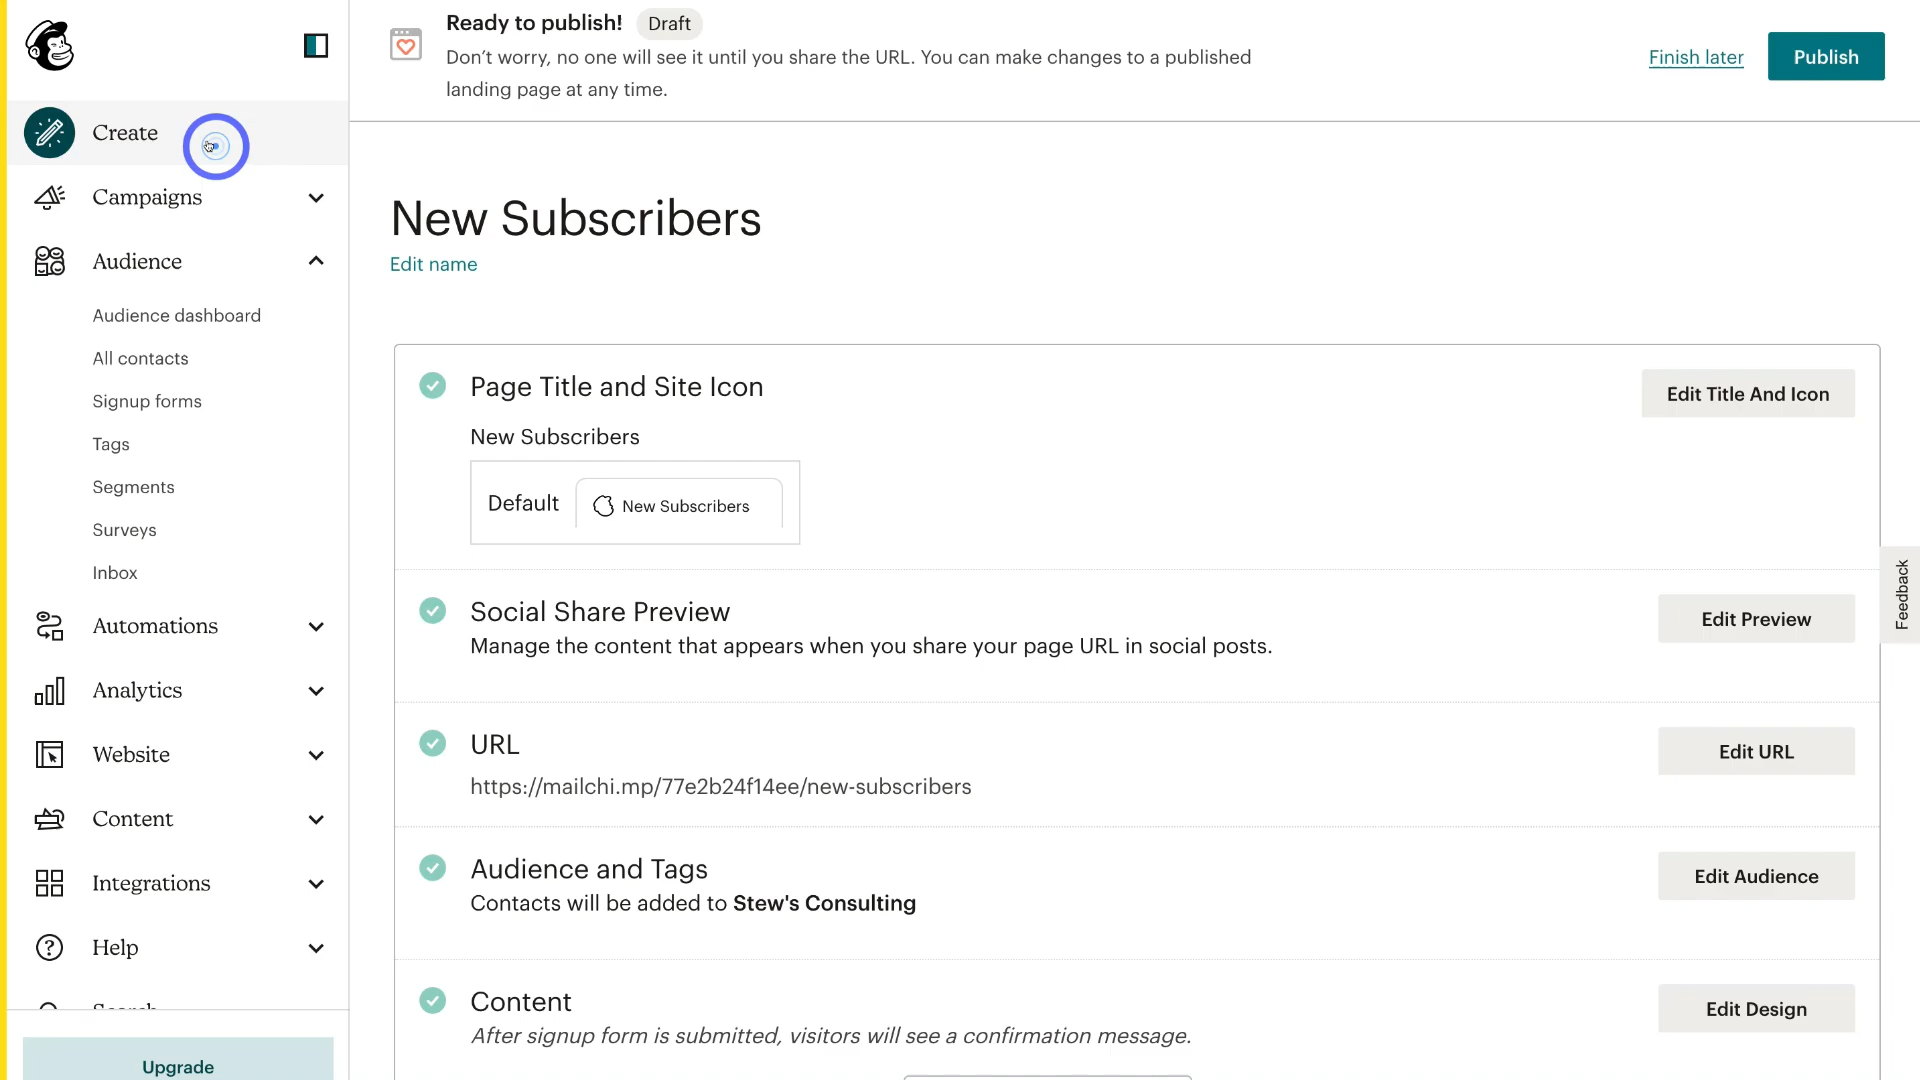 Ready to publish! Draft
Don’t worry, no one will see it until you share the URL. You can make changes to a published
landing page at any time.
Finish later
Publish
Create
Campaigns
Audience
Audience dashboard
All contacts
Signup forms
Tags
Segments
Surveys
Inbox
Automations
Analytics
Website
Content
Integrations
Help
Search
Upgrade
New Subscribers
Edit name
Page Title and Site Icon
Edit Title And Icon
New Subscribers
Default
New Subscribers
Social Share Preview
Edit Preview
Manage the content that appears when you share your page URL in social posts.
URL
Edit URL
https://mailchi.mp/77e2b24f14ee/new-subscribers
Audience and Tags
Edit Audience
Contacts will be added to Stew's Consulting
Content
Edit Design
After signup form is submitted, visitors will see a confirmation message.
Feedback